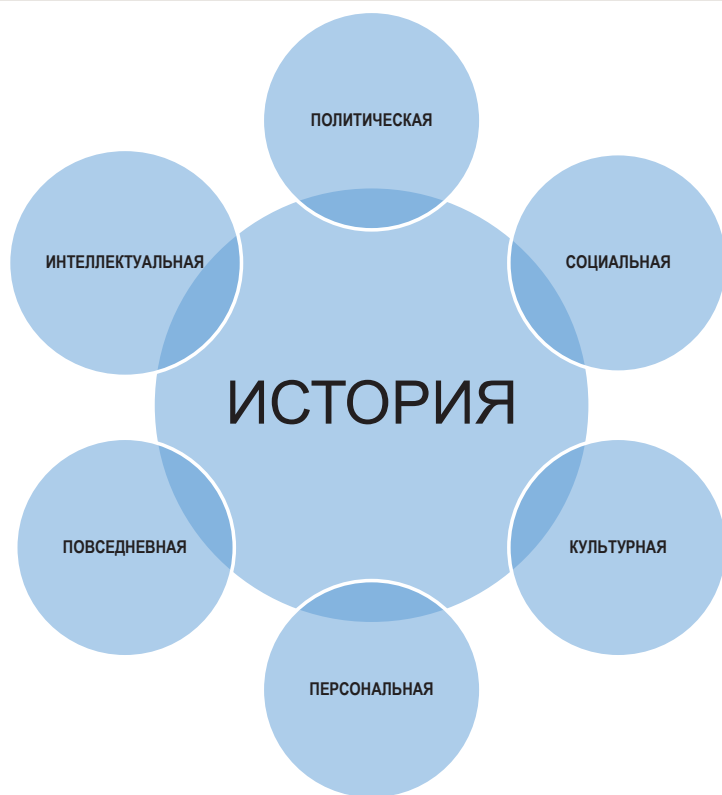 ПОЛИТИЧЕСКАЯ
ИНТЕЛЛЕКТУАЛЬНАЯ
СОЦИАЛЬНАЯ
ИСТОРИЯ
ПОВСЕДНЕВНАЯ
КУЛЬТУРНАЯ
ПЕРСОНАЛЬНАЯ